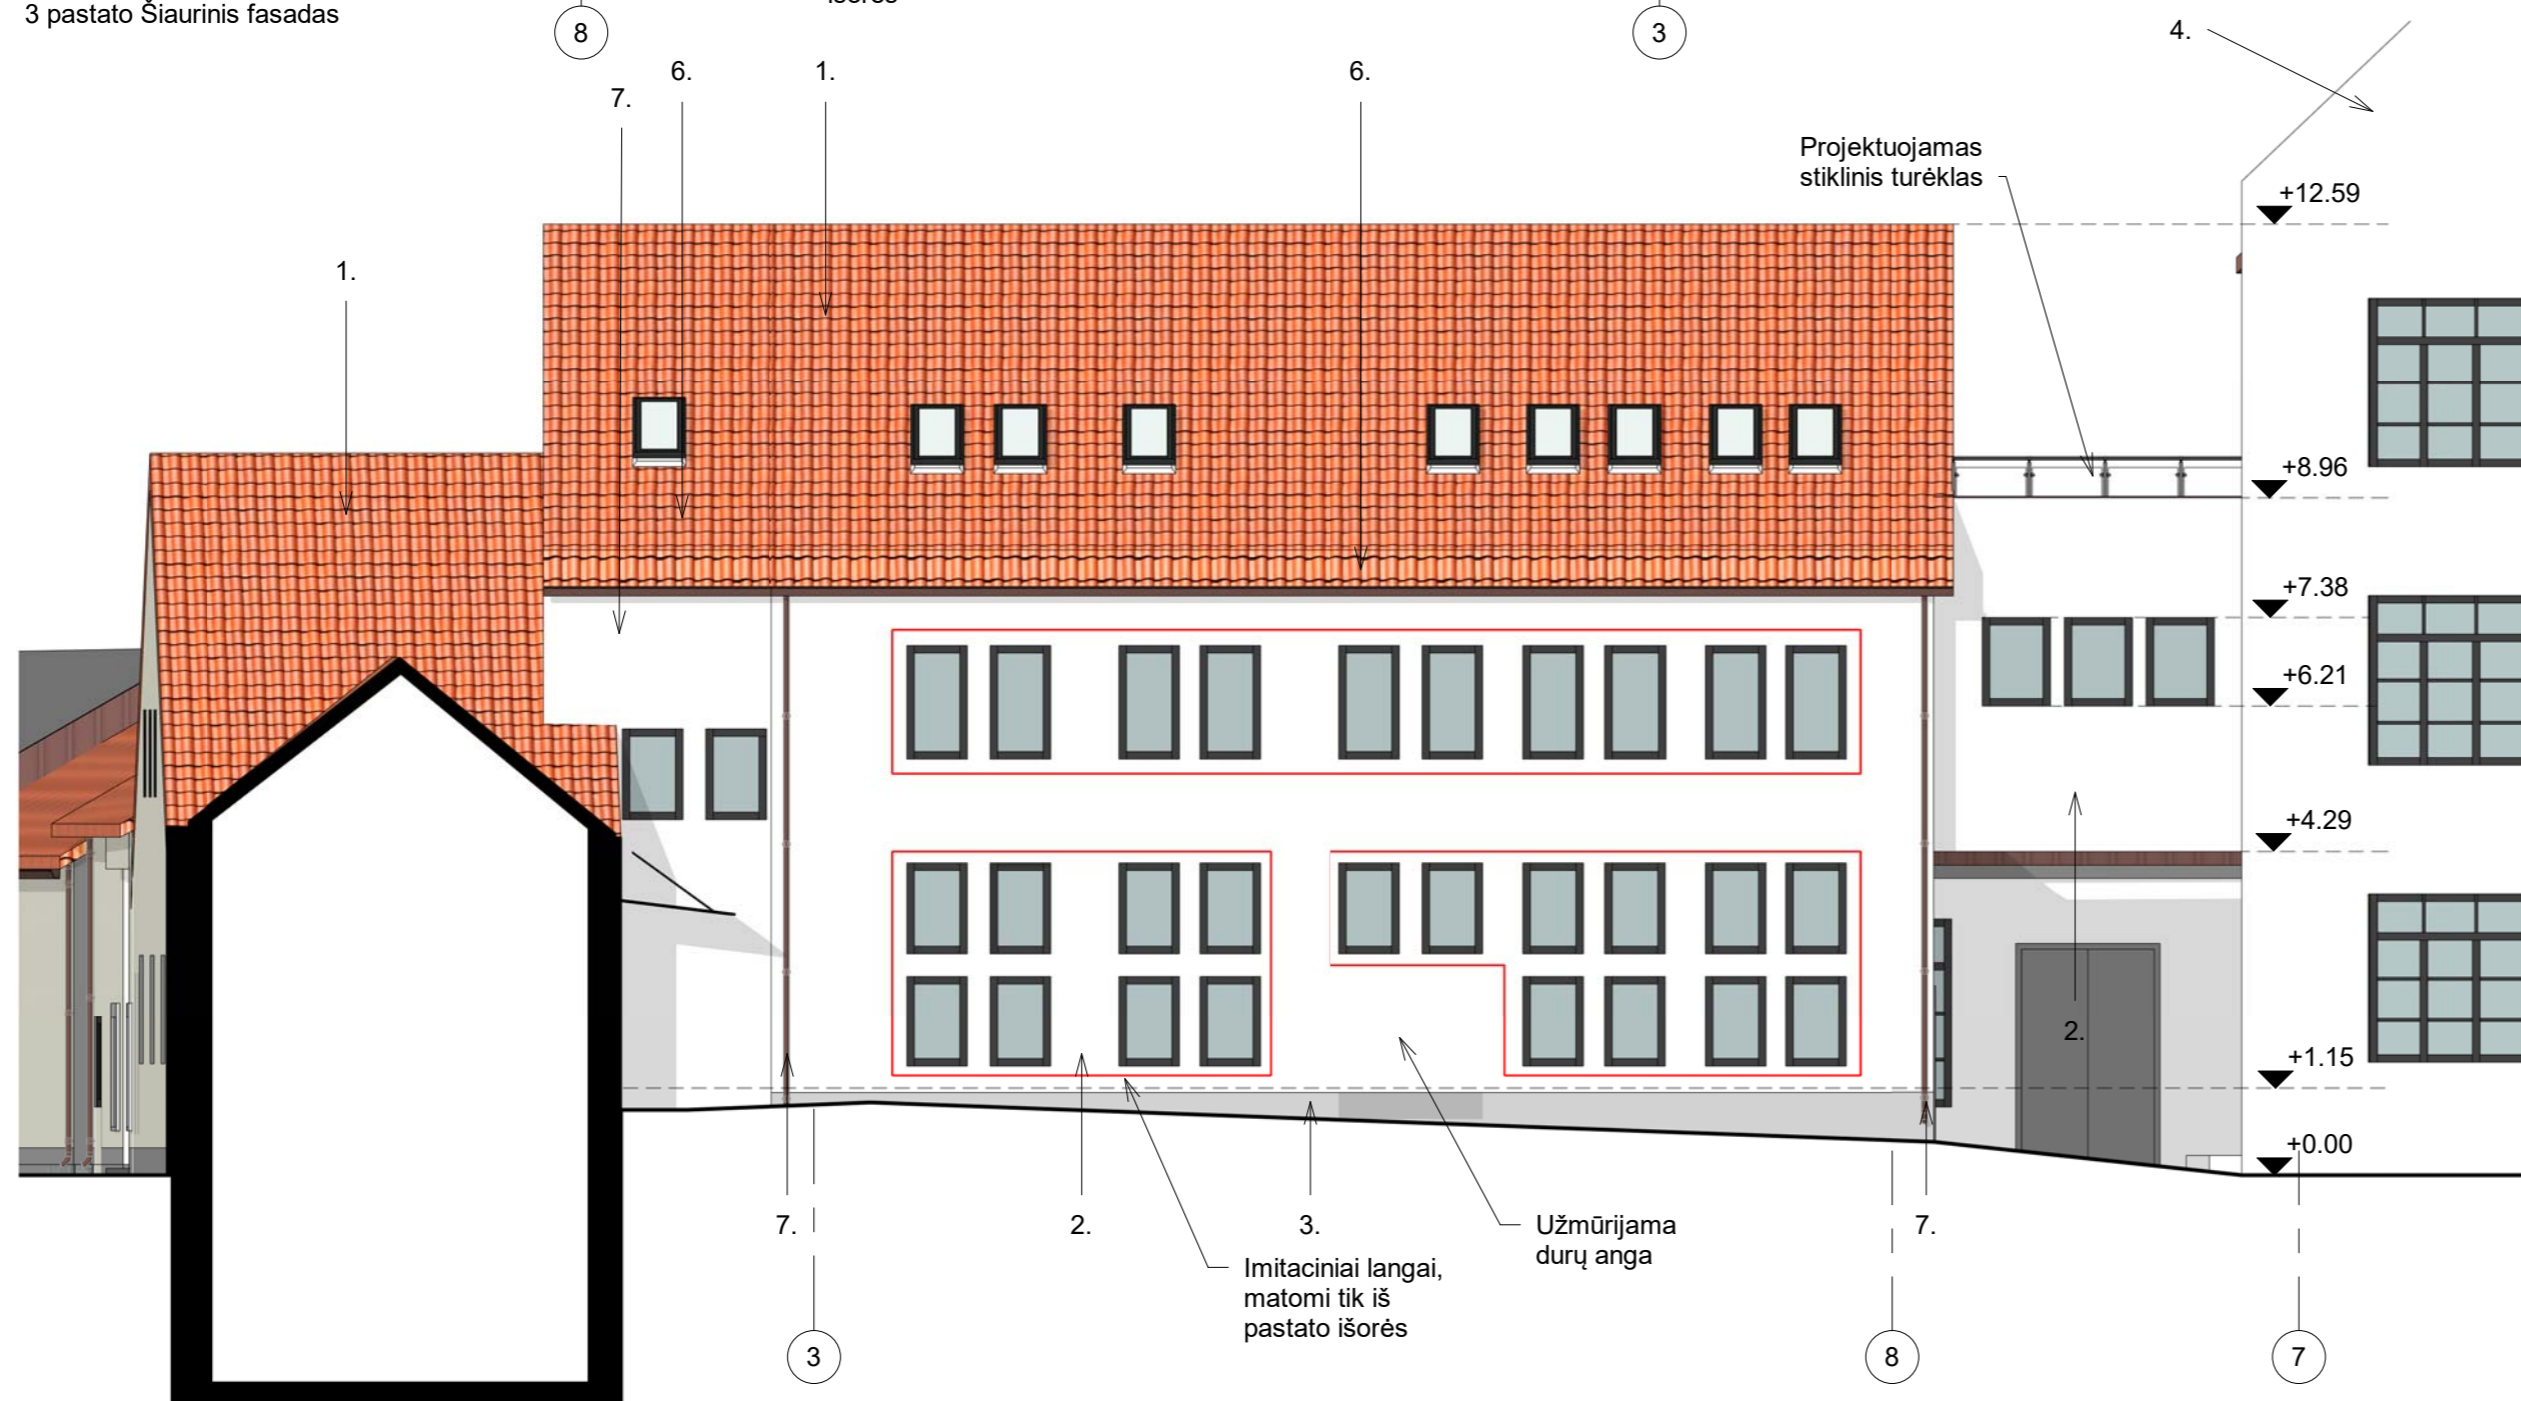 3 pastato Šiaurinis fasadas
8
3
4.
6.
1.
6.
7.
Projektuojamas
stiklinis turėklas
+12.59
1.
+8.96
+7.38
+6.21
+4.29
2.
+1.15
+0.00
7.
2.
3.
Užmūrijama
durų anga
7.
Imitaciniai langai,
matomi tik iš
pastato išorės
3
8
7